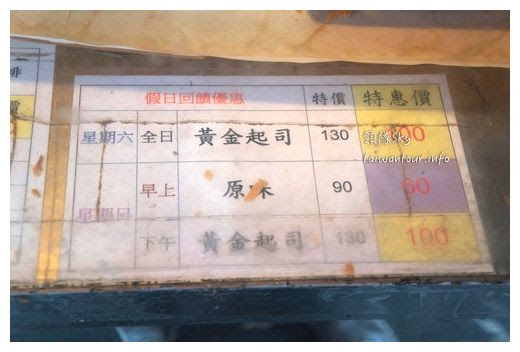 假日回饋優惠 特價 特惠價
星期六 全日 黃金起司 130 100
領隊Sky
taiwantour.info
星期日 早上 原味 90 60
下午 黃金起司 130 100